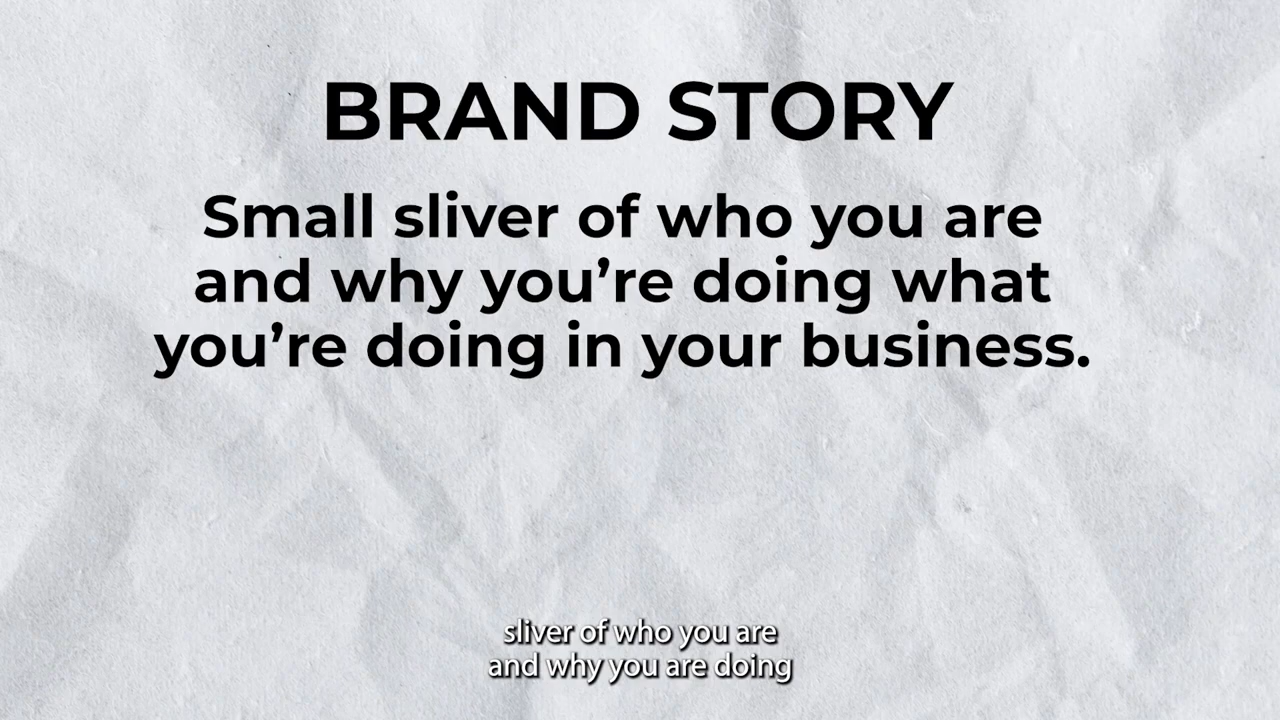 BRAND STORY
Small sliver of who you are
and why you’re doing what
you’re doing in your business.
sliver of who you are
and why you are doing